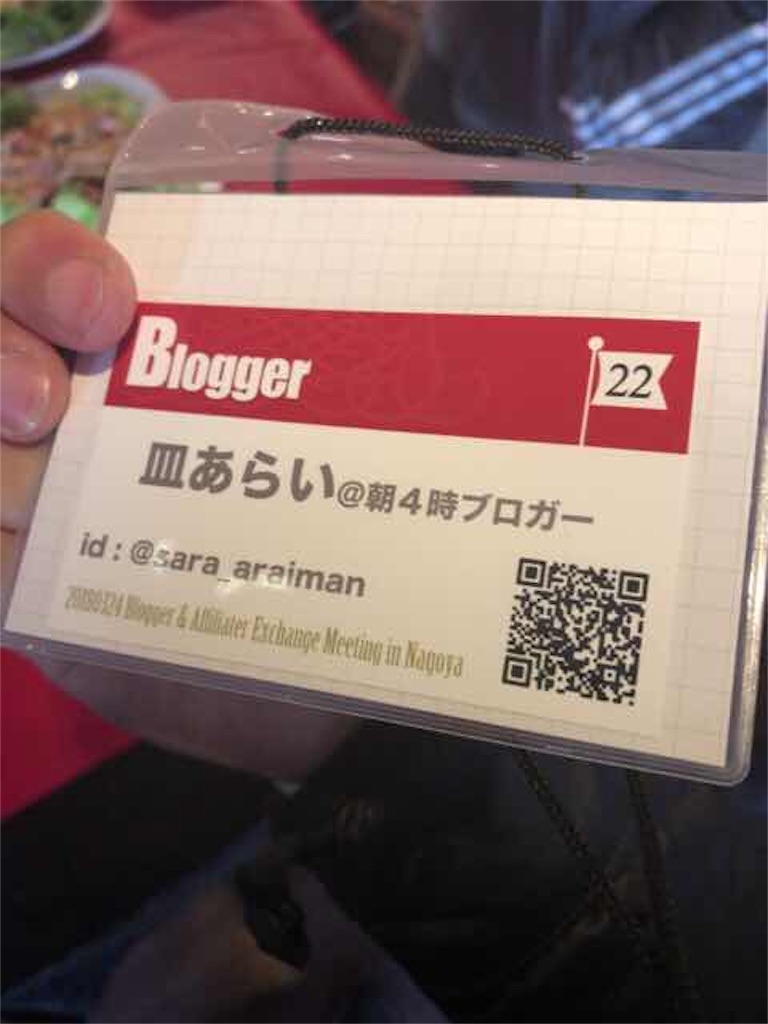 Blogger
22
皿あらい@朝4時ブロガー
id : @sara_araiman
20190324 Blogger & Affiliater Exchange Meeting in Nagoya